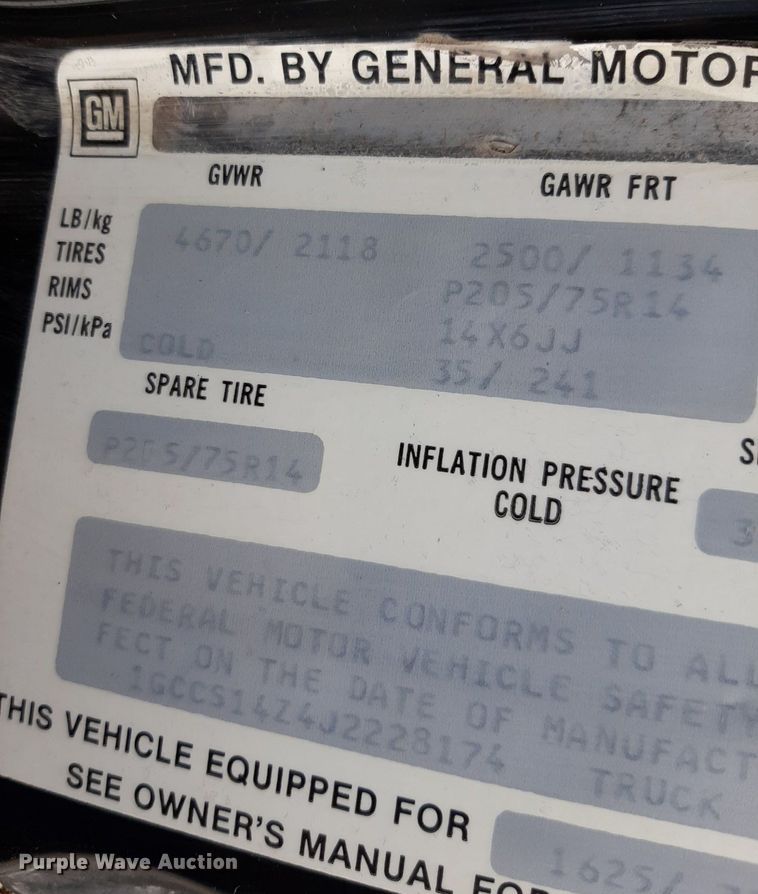 MFD. BY GENERAL MOTOR
GM
GVWR GAWR FRT
LB/kg 4670/ 2118 2500/ 1134
TIRES P205/75R14
RIMS 14X6JJ
PSI/kPa COLD 35/ 241
SPARE TIRE
P205/75R14
INFLATION PRESSURE
COLD
THIS VEHICLE CONFORMS TO ALL
FEDERAL MOTOR VEHICLE SAFETY
FECT ON THE DATE OF MANUFACT
1GCCS14Z4J2228174 TRUCK
THIS VEHICLE EQUIPPED FOR
SEE OWNER'S MANUAL FOR
1625/
Purple Wave Auction